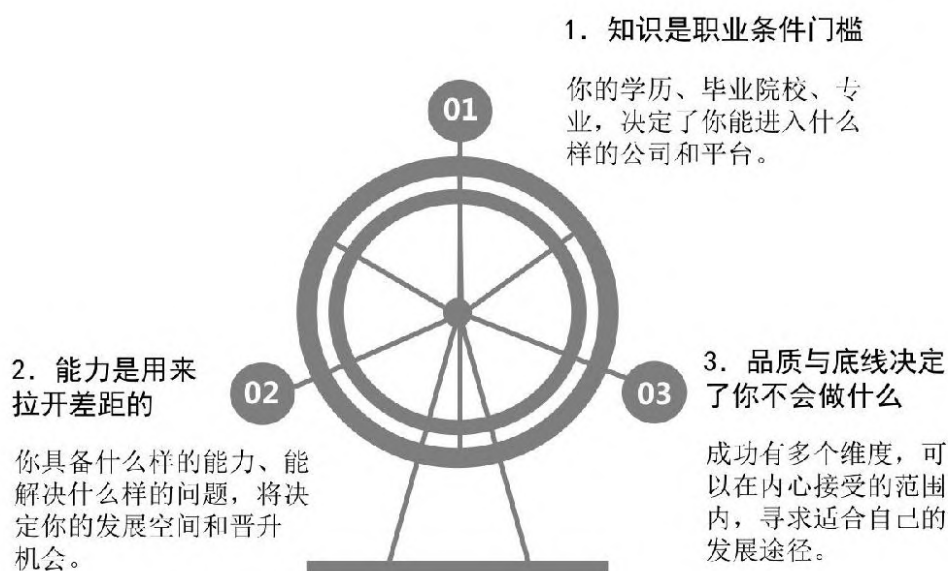 1. 知识是职业条件门槛
你的学历、毕业院校、专
业，决定了你能进入什么
样的公司和平台。
01
2. 能力是用来
拉开差距的
你具备什么样的能力、能
解决什么样的问题，将决
定你的发展空间和晋升
机会。
02
03
3. 品质与底线决定
了你不会做什么
成功有多个维度，可
以在内心接受的范围
内，寻求适合自己的
发展途径。